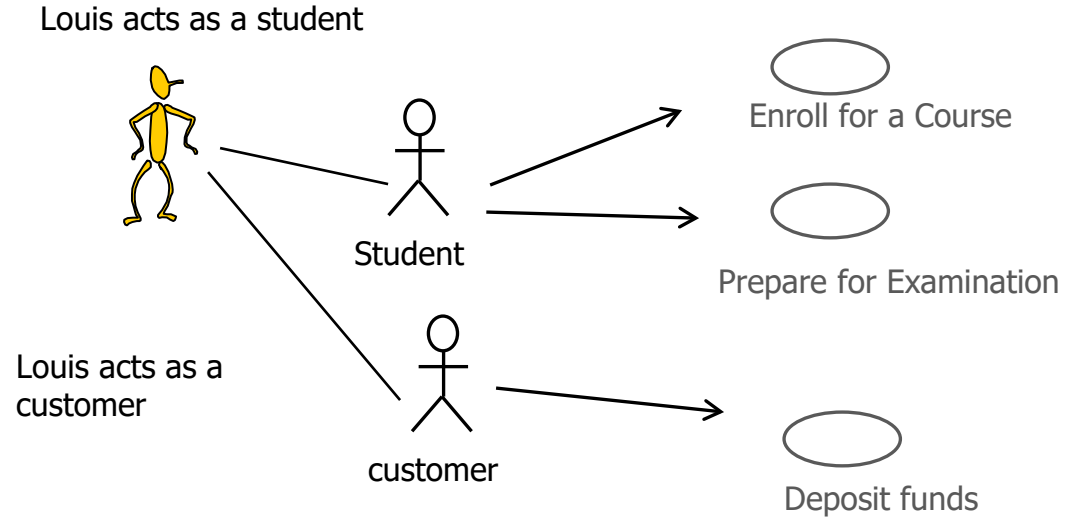 Louis acts as a student
Enroll for a Course
Student
Prepare for Examination
Louis acts as a
customer
customer
Deposit funds